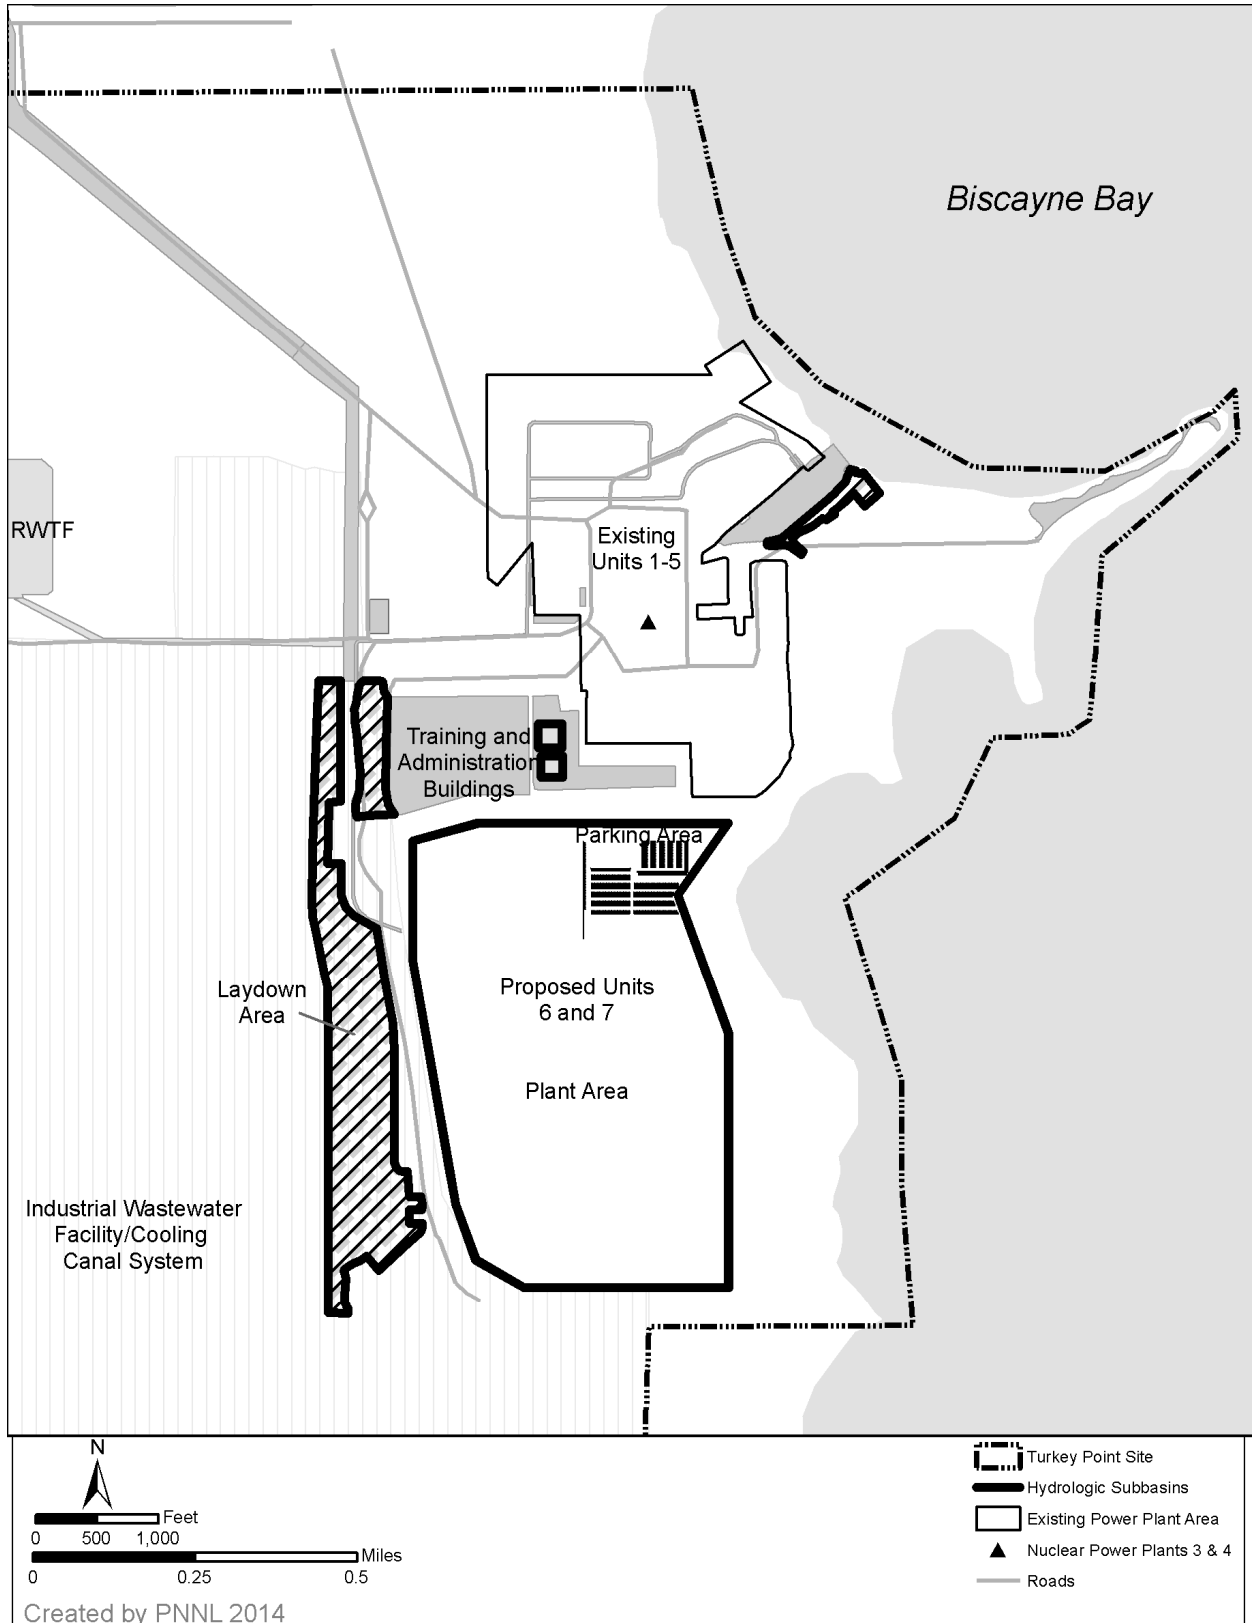 Biscayne Bay
RWTF
Existing
Units 1-5
Training and
Administration
Buildings
Parking Area
Laydown
Area
Proposed Units
6 and 7
Plant Area
Industrial Wastewater
Facility/Cooling
Canal System
N
Feet
0 500 1,000
Miles
0 0.25 0.5
Created by PNNL 2014
Turkey Point Site
Hydrologic Subbasins
Existing Power Plant Area
Nuclear Power Plants 3 & 4
Roads